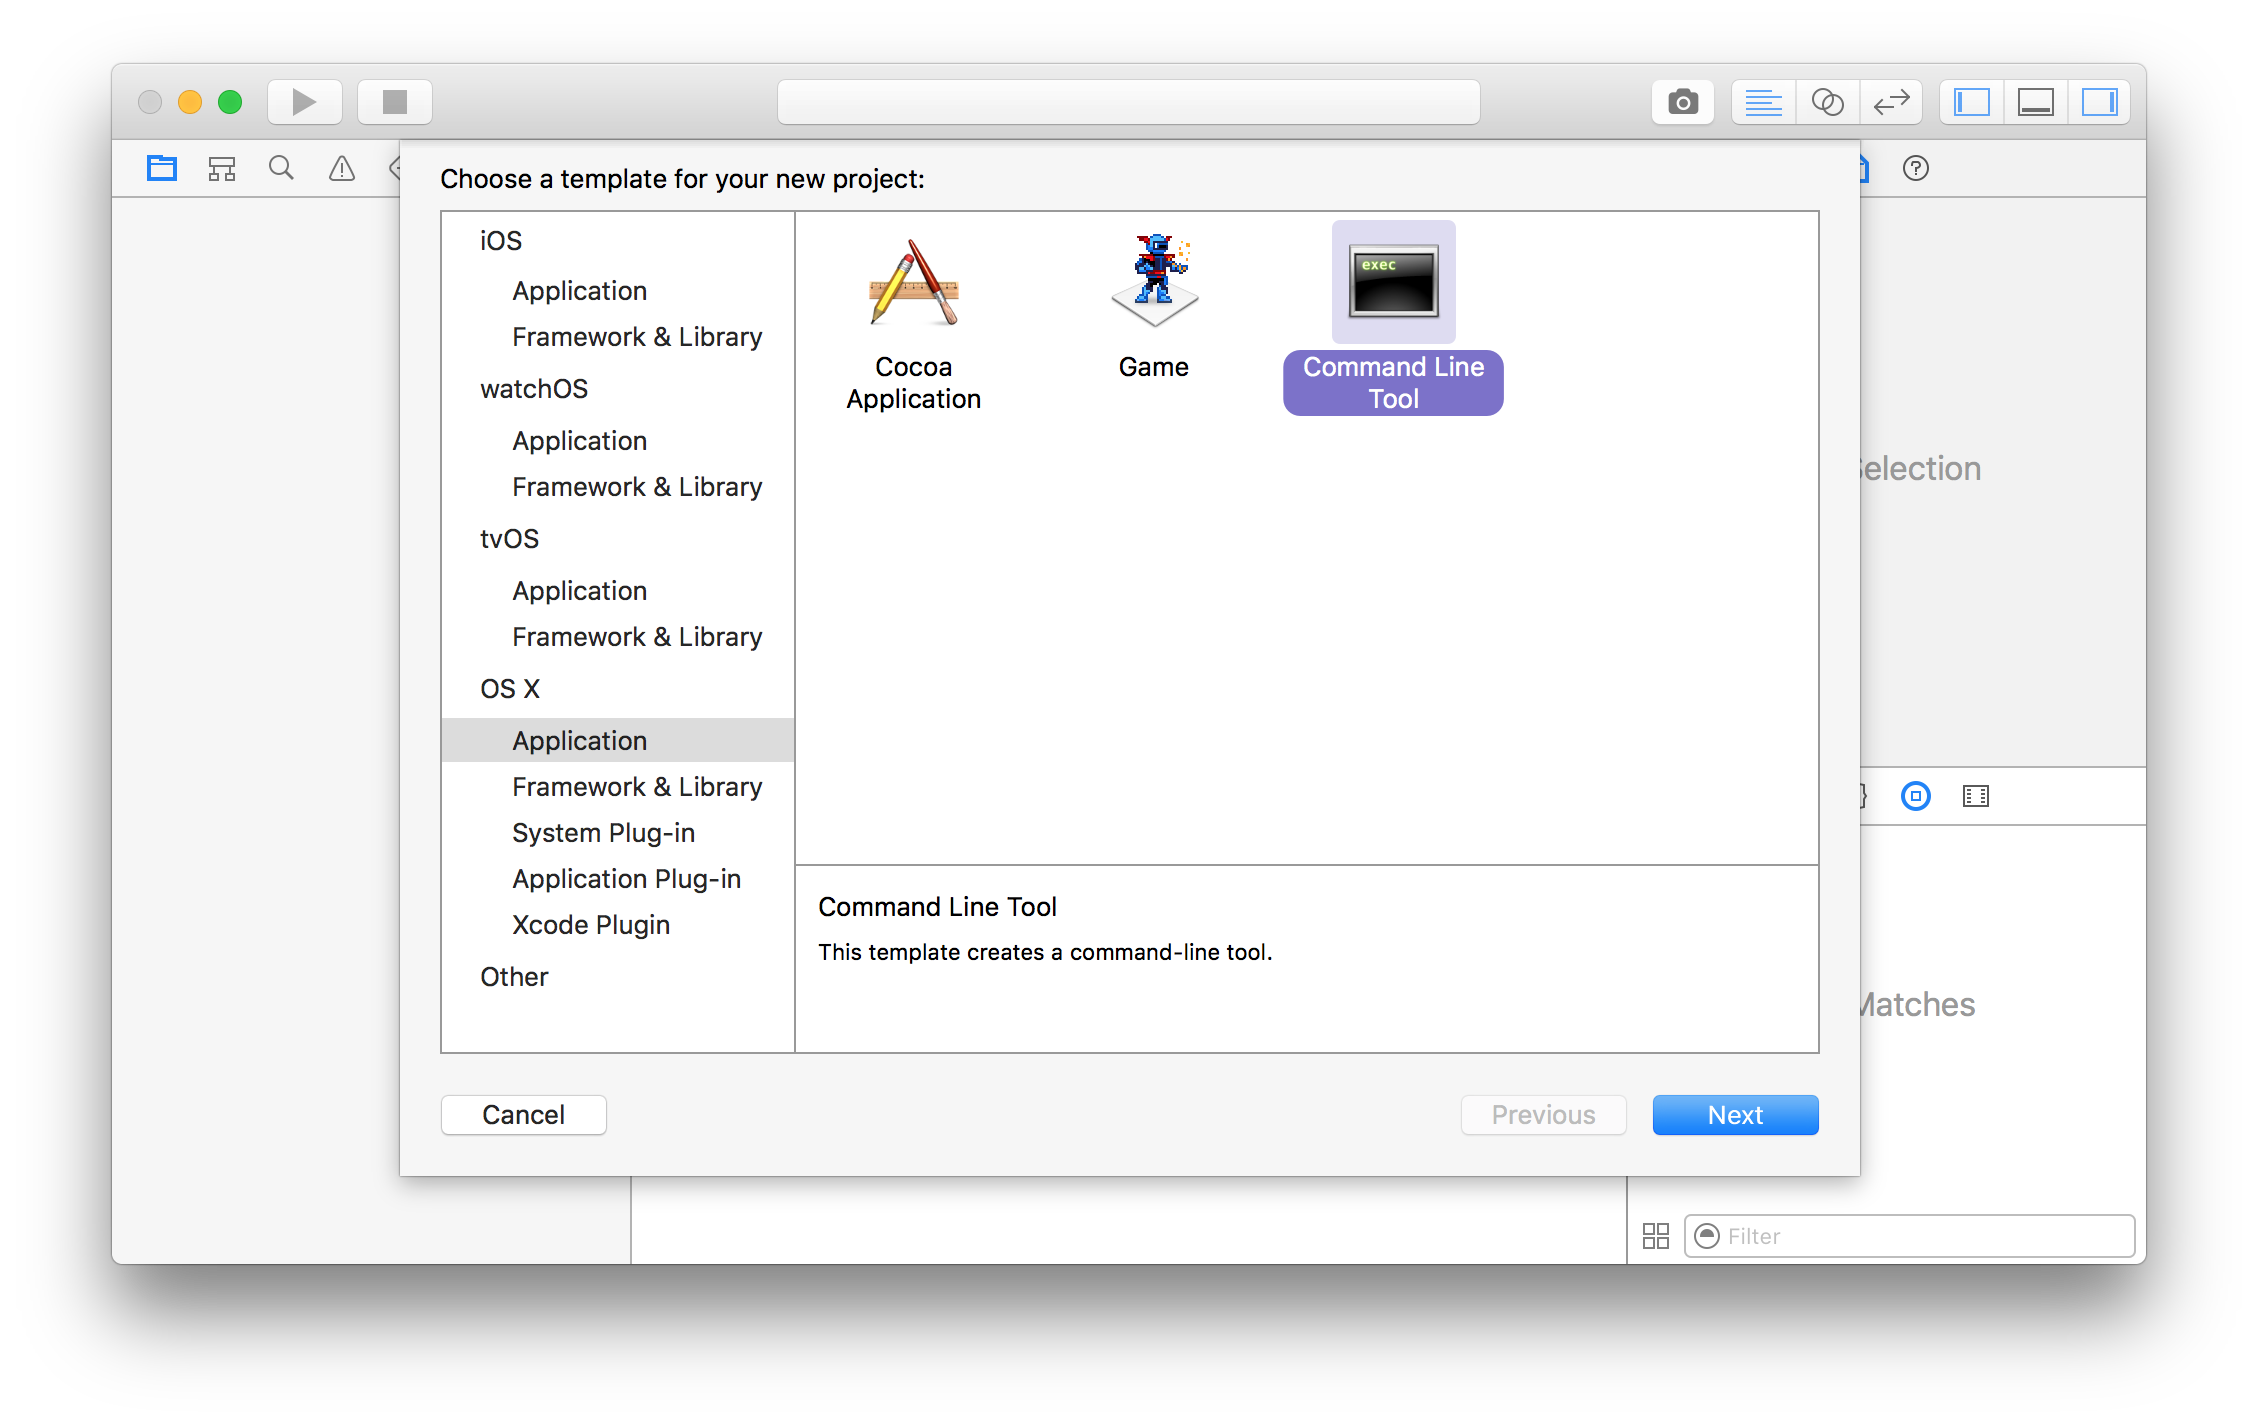 Choose a template for your new project:
iOS
Application
Framework & Library
watchOS
Application
Framework & Library
tvOS
Application
Framework & Library
OS X
Application
Framework & Library
System Plug-in
Application Plug-in
Xcode Plugin
Other
Cocoa
Application
Game
exec
Command Line
Tool
Command Line Tool
This template creates a command-line tool.
Cancel
Previous
Next
Selection
Matches
Filter